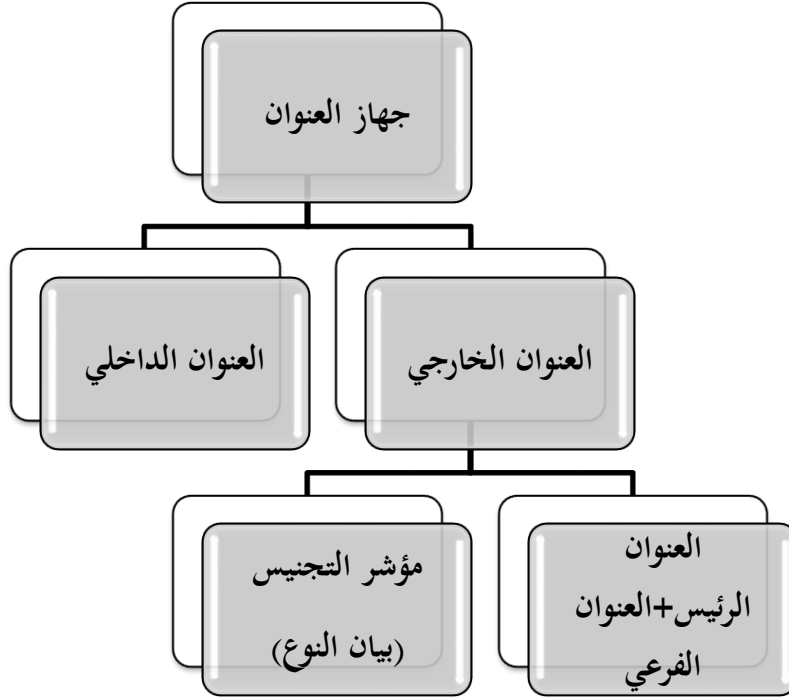 جهاز العنوان
العنوان الخارجي
العنوان الداخلي
العنوان
الرئيس+العنوان
الفرعي
مؤشر التجنيس
(بيان النوع)